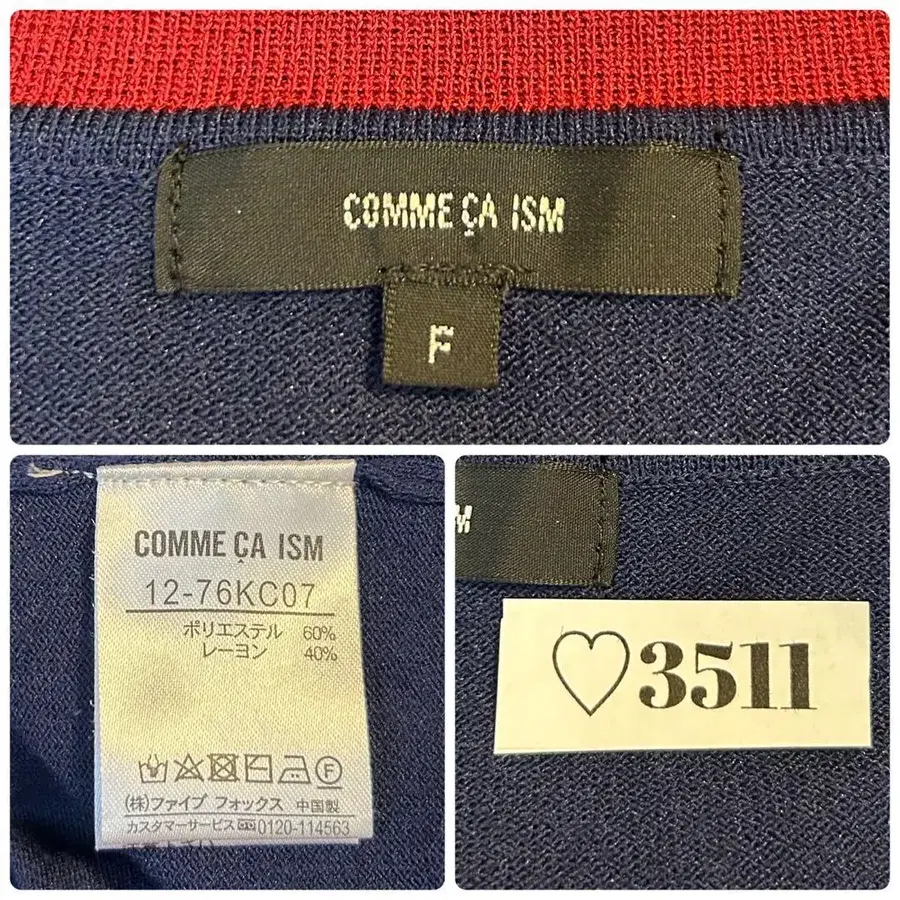 COMME ÇA ISM
F
COMME ÇA ISM
12-76KC07
ポリエステル 60%
レーヨン 40%
F
(株)ファイブ フォックス 中国製
カスタマーサービス 0120-114563
M
♡3511